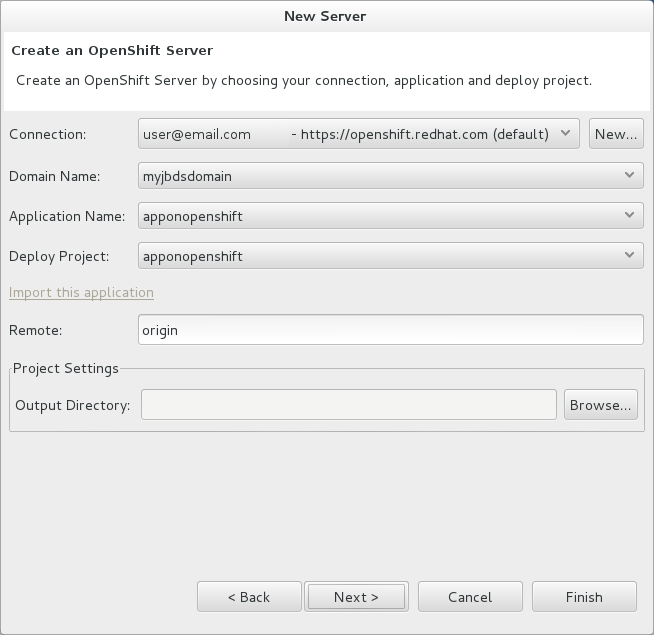 New Server
Create an OpenShift Server
Create an OpenShift Server by choosing your connection, application and deploy project.
Connection: user@email.com - https://openshift.redhat.com (default) New...
Domain Name: myjbdsdomain
Application Name: apponopenshift
Deploy Project: apponopenshift
Import this application
Remote: origin
Project Settings
Output Directory: Browse...
< Back Next > Cancel Finish